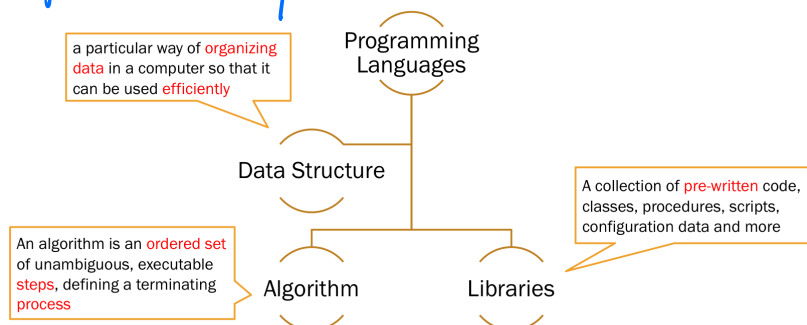 Programming
Languages
a particular way of organizing
data in a computer so that it
can be used efficiently
Data Structure
A collection of pre-written code,
classes, procedures, scripts,
configuration data and more
An algorithm is an ordered set
of unambiguous, executable
steps, defining a terminating
process
Algorithm
Libraries